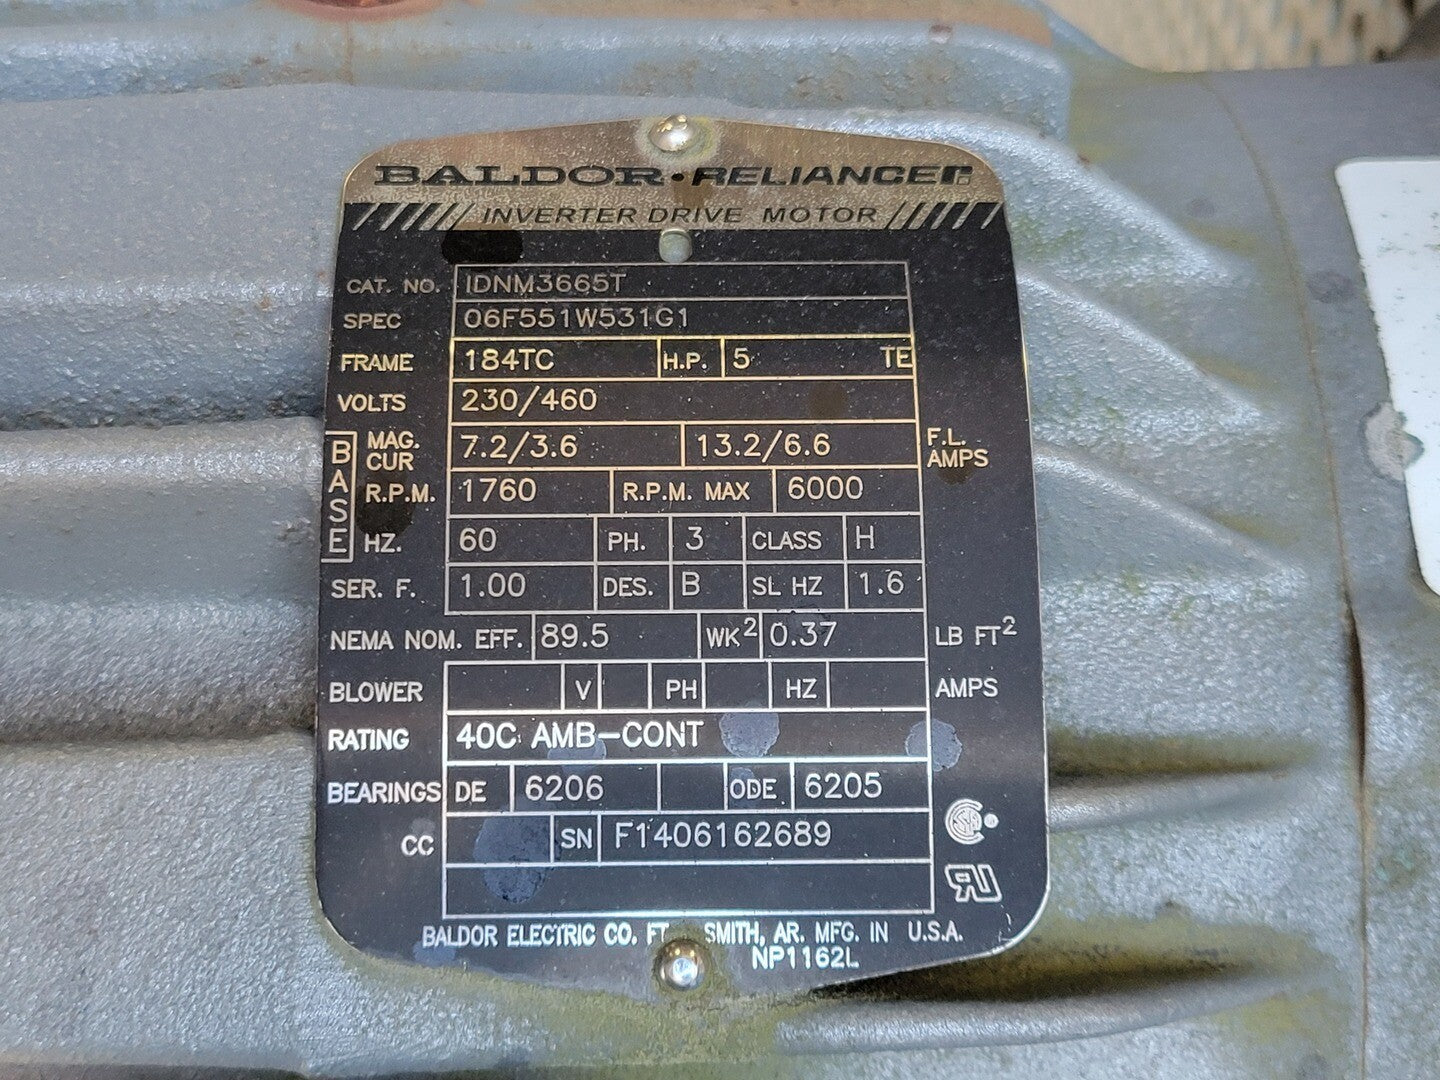 BALDOR • RELIANCER
INVERTER DRIVE MOTOR
CAT. NO. IDNM3665T
SPEC 06F551W531G1
FRAME 184TC H.P. 5 TE
VOLTS 230/460
BASE
MAG. CUR 7.2/3.6 13.2/6.6 F.L. AMPS
R.P.M. 1760 R.P.M. MAX 6000
HZ. 60 PH. 3 CLASS H
SER. F. 1.00 DES. B SL HZ 1.6
NEMA NOM. EFF. 89.5 WK² 0.37 LB FT²
BLOWER V PH HZ AMPS
RATING 40C AMB-CONT
BEARINGS DE 6206 ODE 6205
CC SN F1406162689
BALDOR ELECTRIC CO. FT. SMITH, AR. MFG. IN U.S.A.
NP1162L